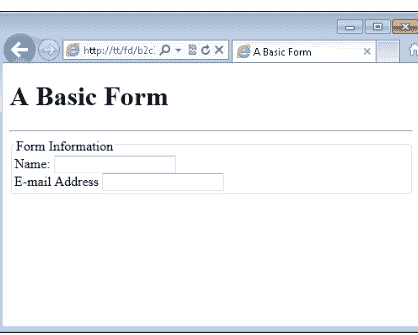 http://tt/fd/b2c
A Basic Form
A Basic Form
Form Information
Name:
E-mail Address